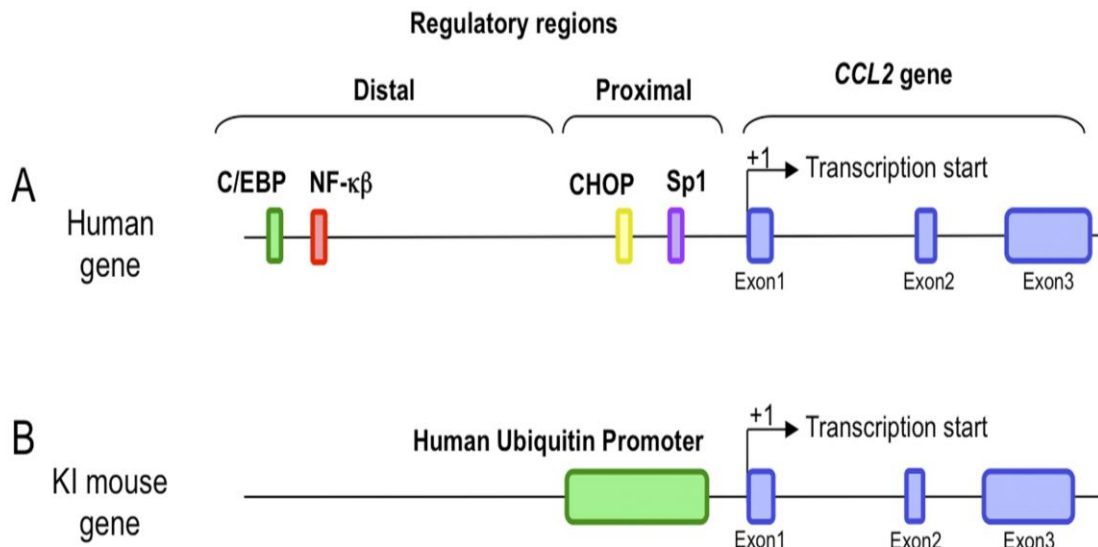 Regulatory regions
Distal
Proximal
CCL2 gene
A
Human
gene
C/EBP
NF-κβ
CHOP
Sp1
+1
Transcription start
Exon1
Exon2
Exon3
B
KI mouse
gene
Human Ubiquitin Promoter
+1
Transcription start
Exon1
Exon2
Exon3